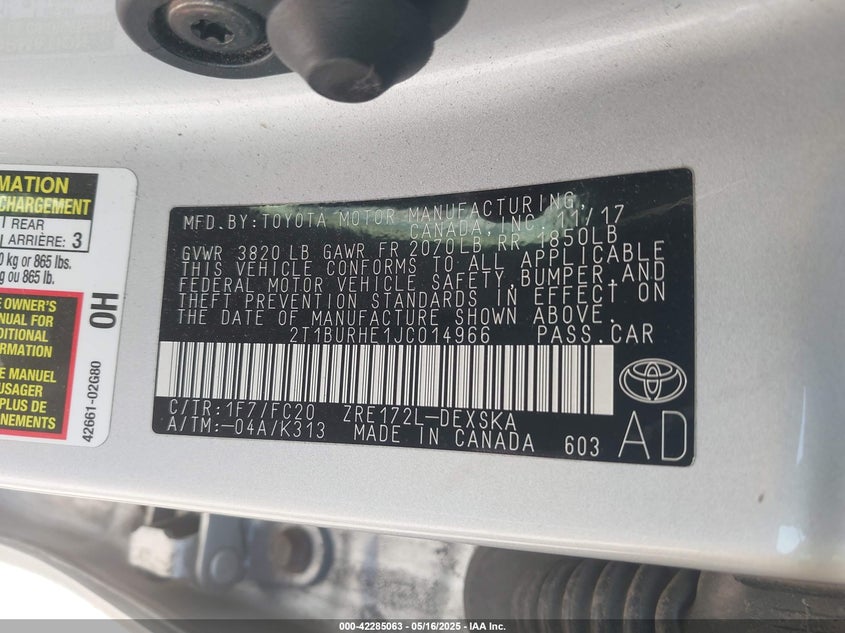 MATION
CHARGEMENT
REAR
ARRIÈRE: 3
kg or 865 lbs.
ou 865 lb.
OWNER'S
MANUAL FOR
DITIONAL
MANUEL
USAGER
PLUS DE
42661-02G80
OH
MFD. BY: TOYOTA MOTOR MANUFACTURING,
CANADA, INC. 11/17
GVWR 3820 LB GAWR FR 2070LB RR 1850LB
THIS VEHICLE CONFORMS TO ALL APPLICABLE
FEDERAL MOTOR VEHICLE SAFETY, BUMPER, AND
THEFT PREVENTION STANDARDS IN EFFECT ON
THE DATE OF MANUFACTURE SHOWN ABOVE.
2T1BURHE1JC014966 PASS.CAR
C/TR: 1F7/FC20 ZRE172L-DEXSKA
A/TM:-04A/K313 MADE IN CANADA 603
AD
000-42285063 - 05/16/2025 - IAA Inc.